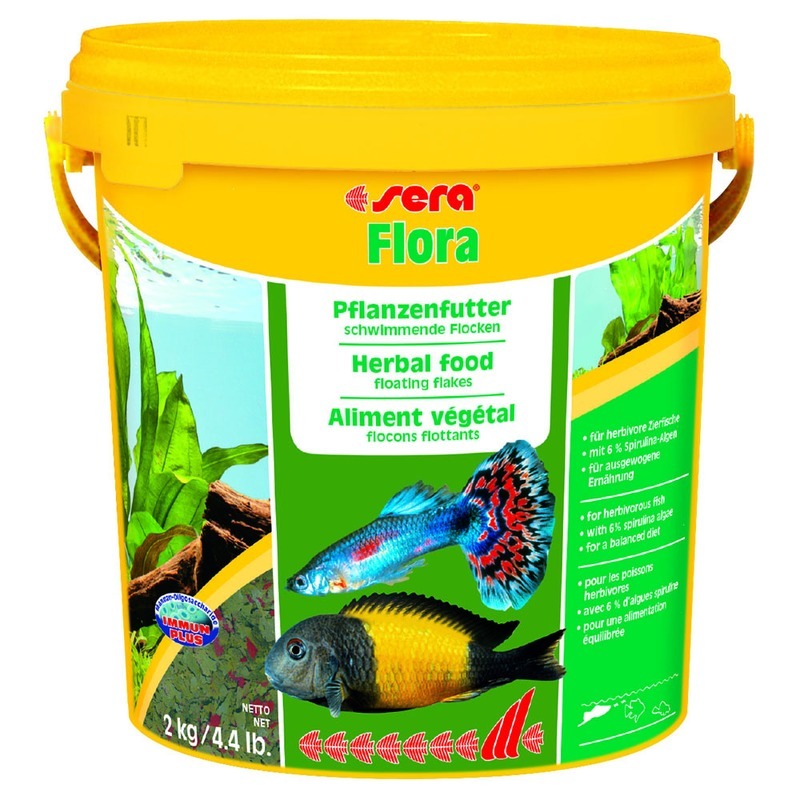 sera®
Flora
Pflanzenfutter
schwimmende Flocken
Herbal food
floating flakes
Aliment végétal
flocons flottants
• für herbivore Zierfische
• mit 6 % Spirulina-Algen
• für ausgewogene
Ernährung
• for herbivorous fish
• with 6% spirulina algae
• for a balanced diet
• pour les poissons
herbivores
• avec 6 % d'algues spiruline
• pour une alimentation
équilibrée
Mannan-Oligosaccharide
IMMUN
PLUS
NETTO
NET
2 kg/4.4 lb.